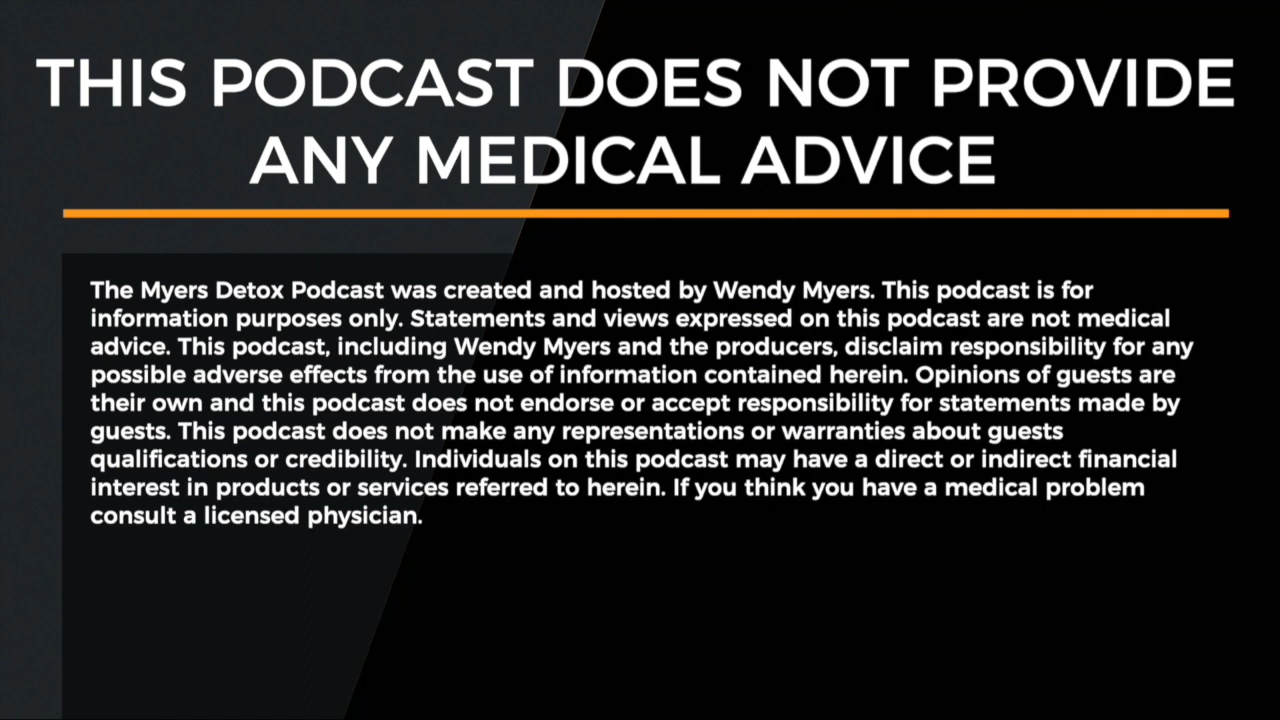 THIS PODCAST DOES NOT PROVIDE
ANY MEDICAL ADVICE
The Myers Detox Podcast was created and hosted by Wendy Myers. This podcast is for
information purposes only. Statements and views expressed on this podcast are not medical
advice. This podcast, including Wendy Myers and the producers, disclaim responsibility for any
possible adverse effects from the use of information contained herein. Opinions of guests are
their own and this podcast does not endorse or accept responsibility for statements made by
guests. This podcast does not make any representations or warranties about guests
qualifications or credibility. Individuals on this podcast may have a direct or indirect financial
interest in products or services referred to herein. If you think you have a medical problem
consult a licensed physician.